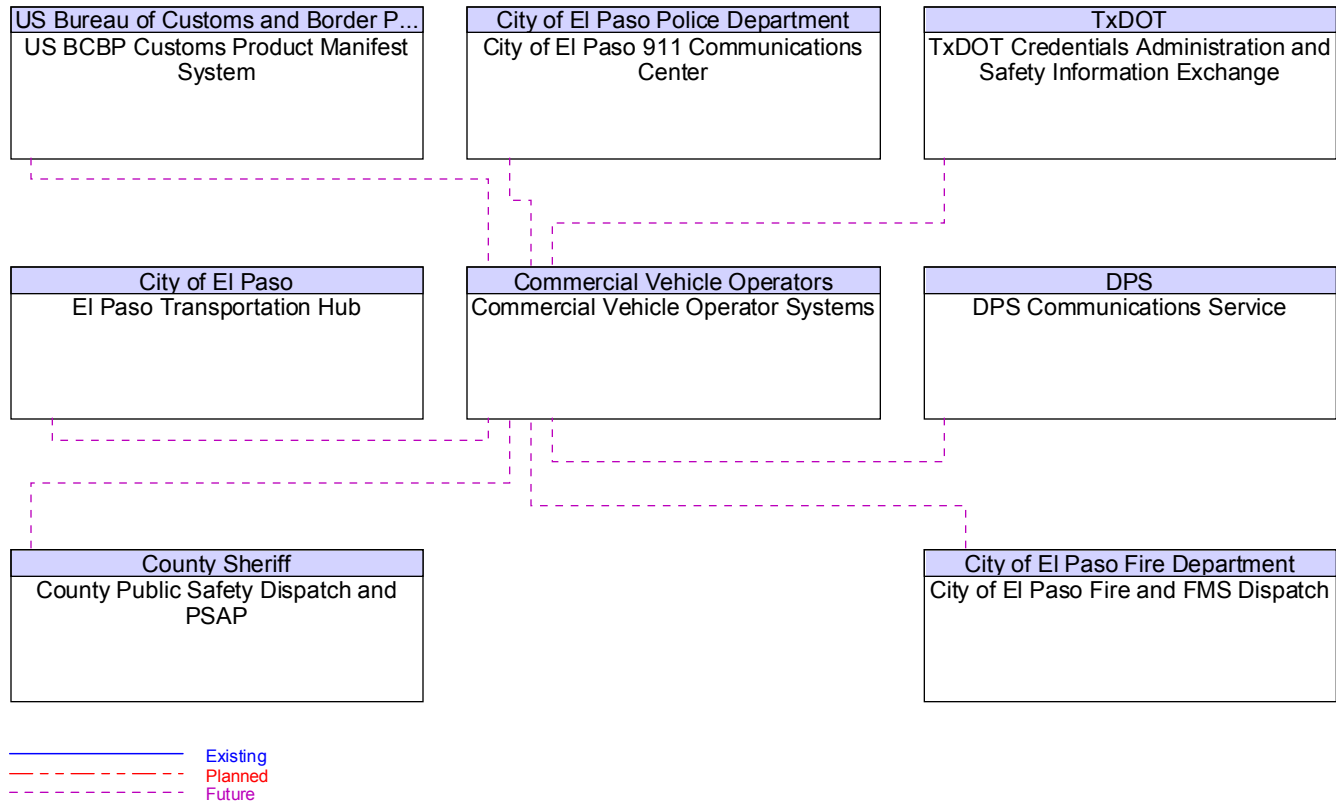 US Bureau of Customs and Border P...
US BCBP Customs Product Manifest
System
City of El Paso Police Department
City of El Paso 911 Communications
Center
TxDOT
TxDOT Credentials Administration and
Safety Information Exchange
City of El Paso
El Paso Transportation Hub
Commercial Vehicle Operators
Commercial Vehicle Operator Systems
DPS
DPS Communications Service
County Sheriff
County Public Safety Dispatch and
PSAP
City of El Paso Fire Department
City of El Paso Fire and FMS Dispatch
Existing
Planned
Future